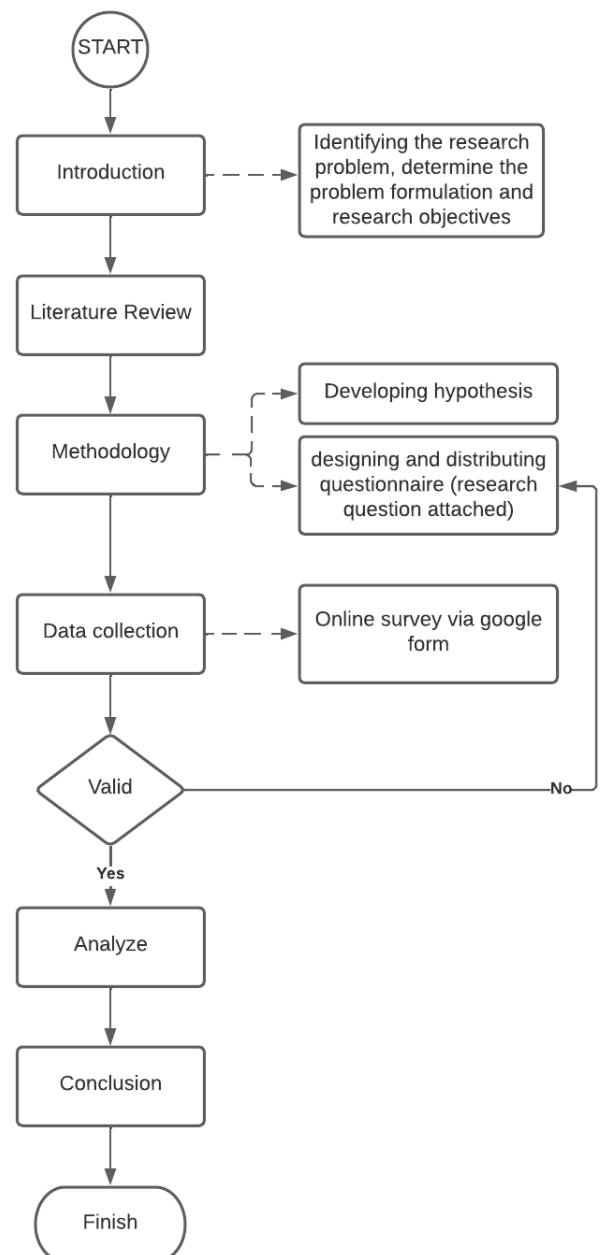 START
Introduction
Identifying the research
problem, determine the
problem formulation and
research objectives
Literature Review
Methodology
Developing hypothesis
designing and distributing
questionnaire (research
question attached)
Data collection
Online survey via google
form
Valid
No
Yes
Analyze
Conclusion
Finish